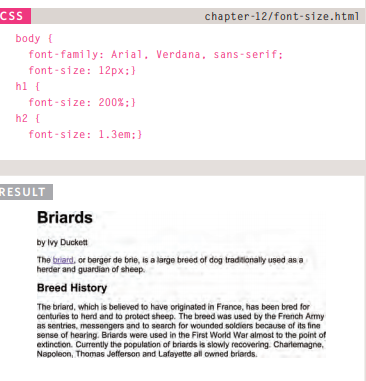 CSS
chapter-12/font-size.html
body {
font-family: Arial, Verdana, sans-serif;
font-size: 12px;}
h1 {
font-size: 200%;}
h2 {
font-size: 1.3em;}
RESULT
Briards
by Ivy Duckett
The briard, or berger de brie, is a large breed of dog traditionally used as a
herder and guardian of sheep.
Breed History
The briard, which is believed to have originated in France, has been bred for
centuries to herd and to protect sheep. The breed was used by the French Army
as sentries, messengers and to search for wounded soldiers because of its fine
sense of hearing. Briards were used in the First World War almost to the point of
extinction. Currently the population of briards is slowly recovering. Charlemagne,
Napoleon, Thomas Jefferson and Lafayette all owned briards.